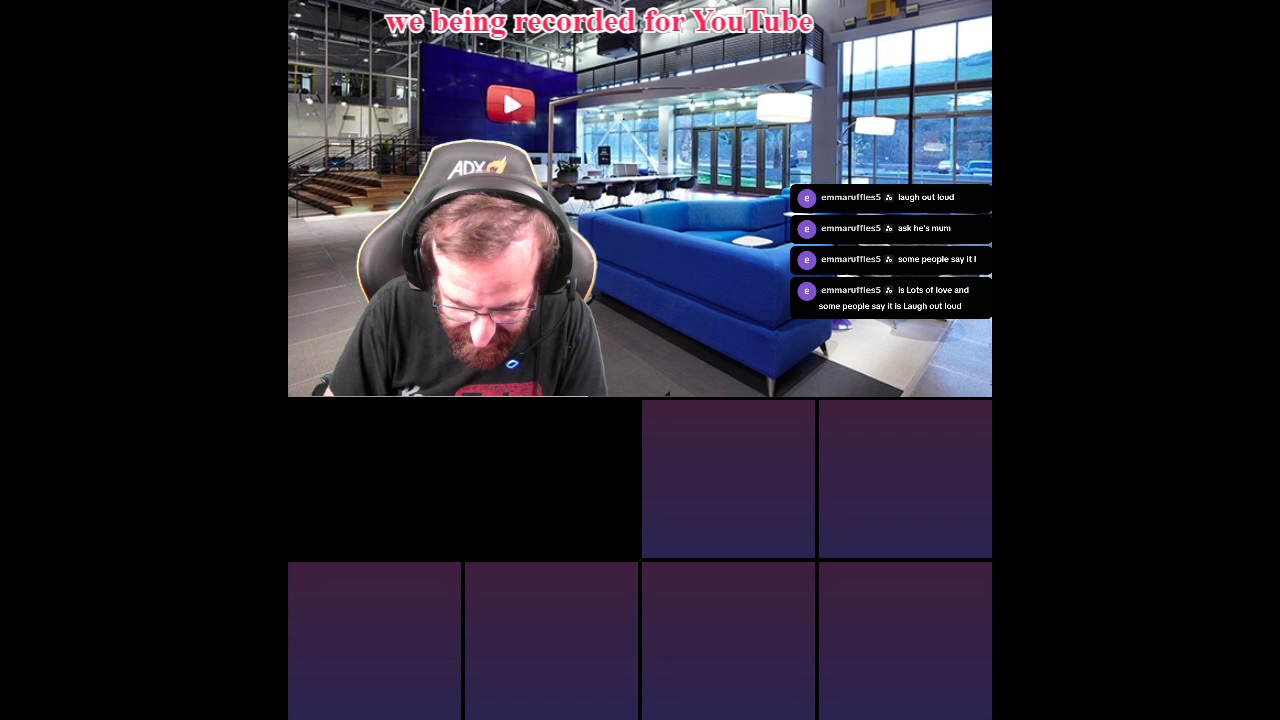 we being recorded for YouTube
ADX
e emmaruffles5 laugh out loud
e emmaruffles5 ask he's mum
e emmaruffles5 some people say it l
e emmaruffles5 is Lots of love and
some people say it is Laugh out loud